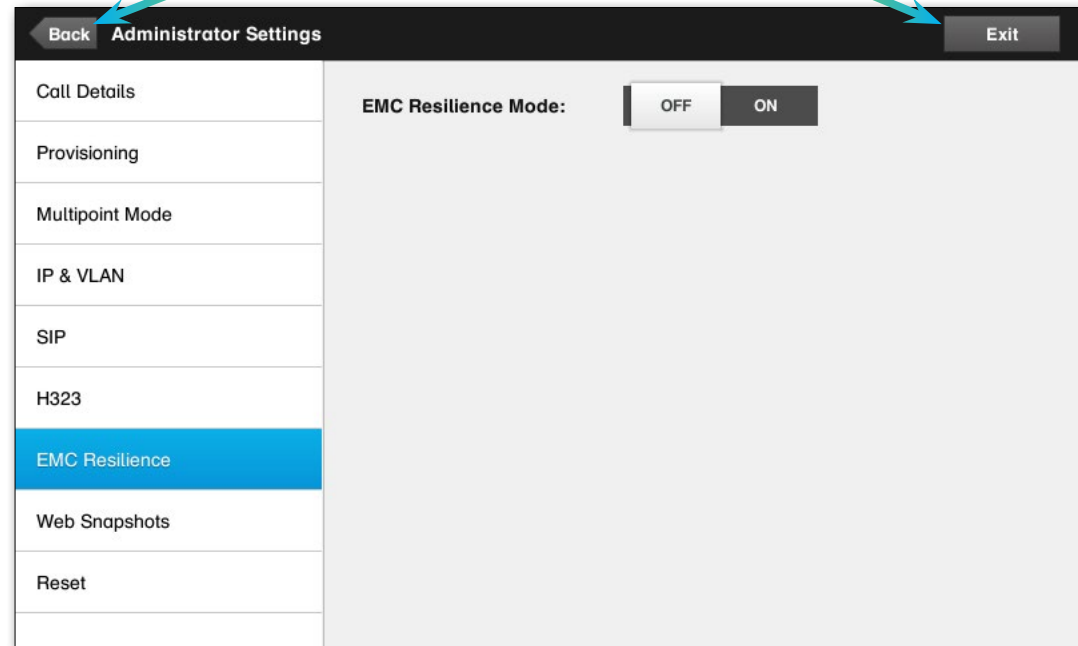 Back Administrator Settings Exit
Call Details
EMC Resilience Mode: OFF ON
Provisioning
Multipoint Mode
IP & VLAN
SIP
H323
EMC Resilience
Web Snapshots
Reset